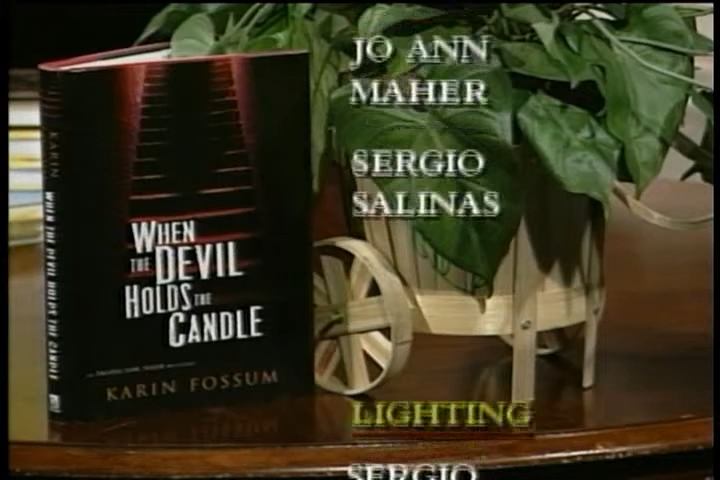 KARIN
WHEN THE DEVIL HOLDS THE CANDLE
WHEN
THE DEVIL
HOLDS THE
CANDLE
KARIN FOSSUM
JO ANN
MAHER
SERGIO
SALINAS
LIGHTING
SERGIO